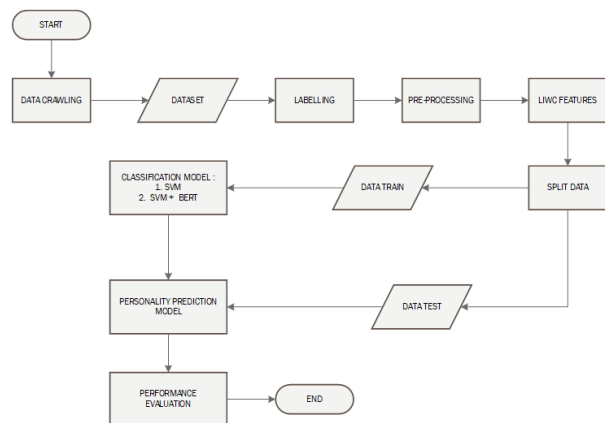 START
DATA CRAWLING
DATASET
LABELLING
PRE-PROCESSING
LIWC FEATURES
CLASSIFICATION MODEL :
1. SVM
2. SVM + BERT
DATA TRAIN
SPLIT DATA
PERSONALITY PREDICTION
MODEL
DATA TEST
PERFORMANCE
EVALUATION
END